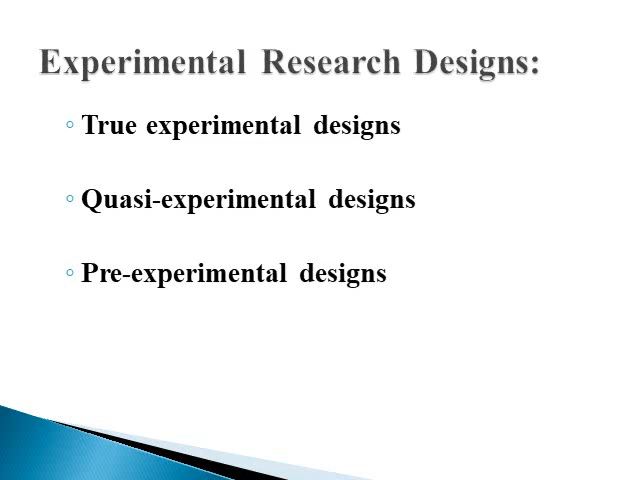 Experimental Research Designs:
◦ True experimental designs
◦ Quasi-experimental designs
◦ Pre-experimental designs